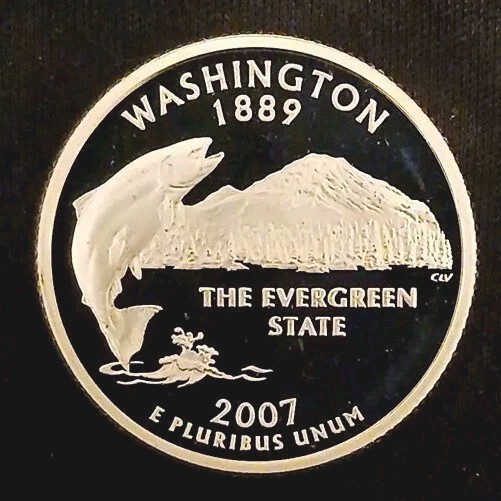 WASHINGTON
1889
CLV
THE EVERGREEN
STATE
2007
E PLURIBUS UNUM